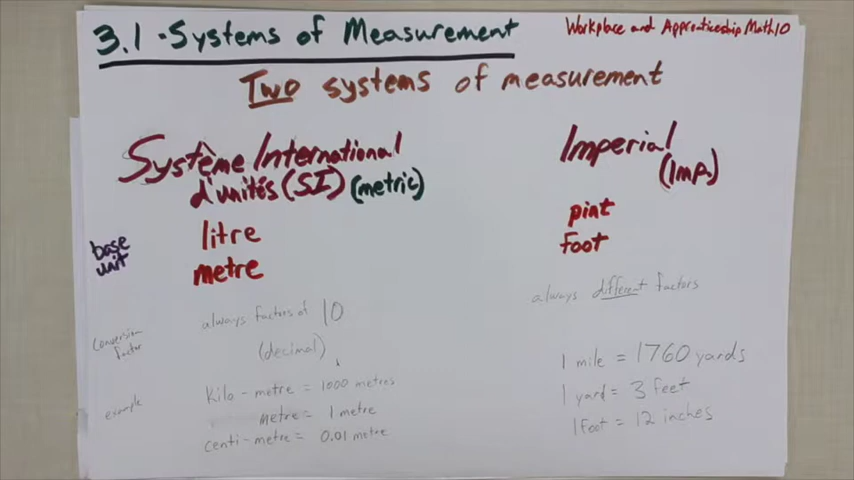 3.1 - Systems of Measurement
Workplace and Apprenticeship Math 10
Two systems of measurement
Système International
d'unités (SI) (metric)
Imperial
(Imp.)
base
unit
litre
metre
pint
foot
conversion
factor
always factors of 10
(decimal)
always different factors
example
kilo - metre = 1000 metres
metre = 1 metre
centi - metre = 0.01 metre
1 mile = 1760 yards
1 yard = 3 feet
1 foot = 12 inches